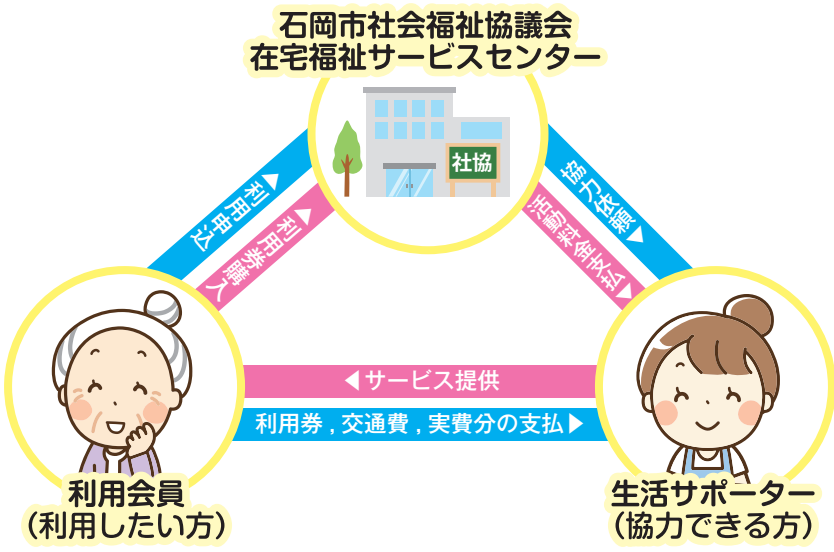 石岡市社会福祉協議会
在宅福祉サービスセンター
社協
▲利用申込
▲利用券購入
協力依頼▼
活動料金支払▼
◀サービス提供
利用券,交通費,実費分の支払▶
利用会員
(利用したい方)
生活サポーター
(協力できる方)